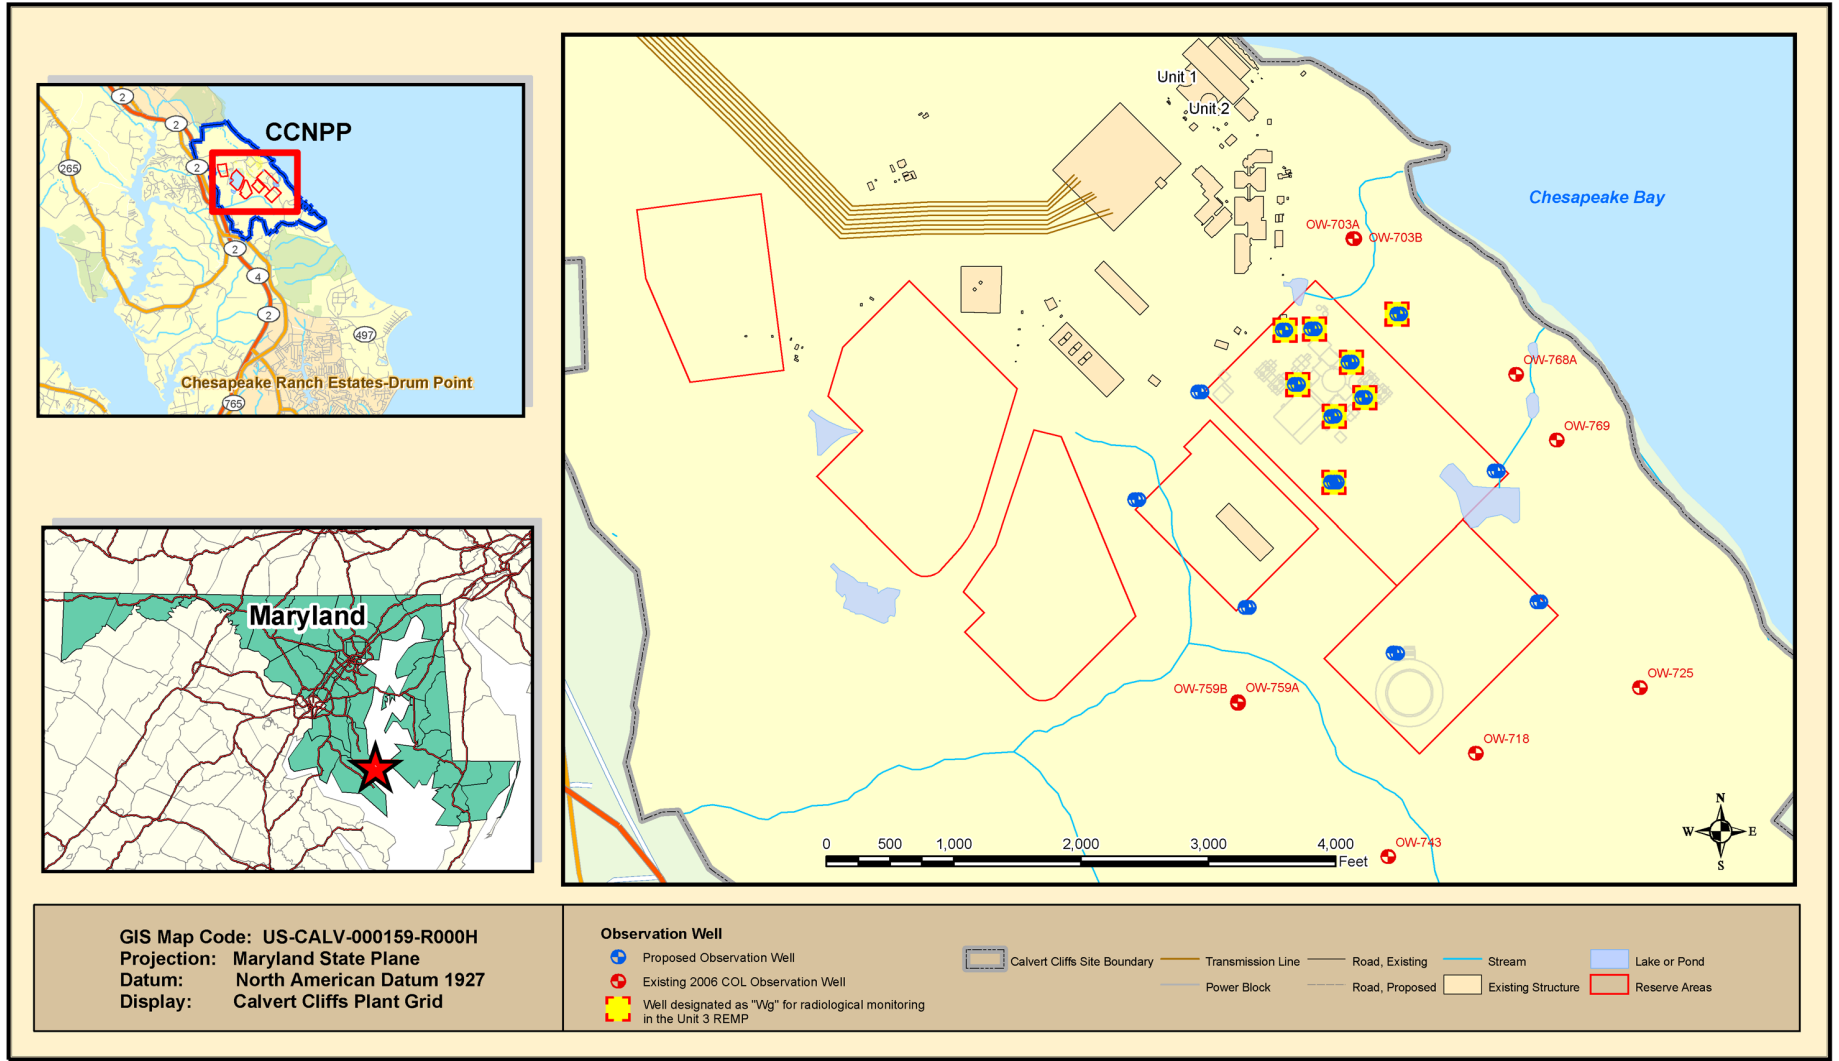 2
2
265
2
CCNPP
2
4
2
497
Chesapeake Ranch Estates-Drum Point
765
Maryland
Unit 1
Unit 2
Chesapeake Bay
OW-703A
OW-703B
OW-768A
OW-769
OW-725
OW-759B
OW-759A
OW-718
OW-743
0 500 1,000 2,000 3,000 4,000
Feet
N
W E
S
GIS Map Code: US-CALV-000159-R000H
Projection: Maryland State Plane
Datum: North American Datum 1927
Display: Calvert Cliffs Plant Grid
Observation Well
Proposed Observation Well
Existing 2006 COL Observation Well
Well designated as "Wg" for radiological monitoring
in the Unit 3 REMP
Calvert Cliffs Site Boundary
Transmission Line
Power Block
Road, Existing
Road, Proposed
Stream
Existing Structure
Lake or Pond
Reserve Areas